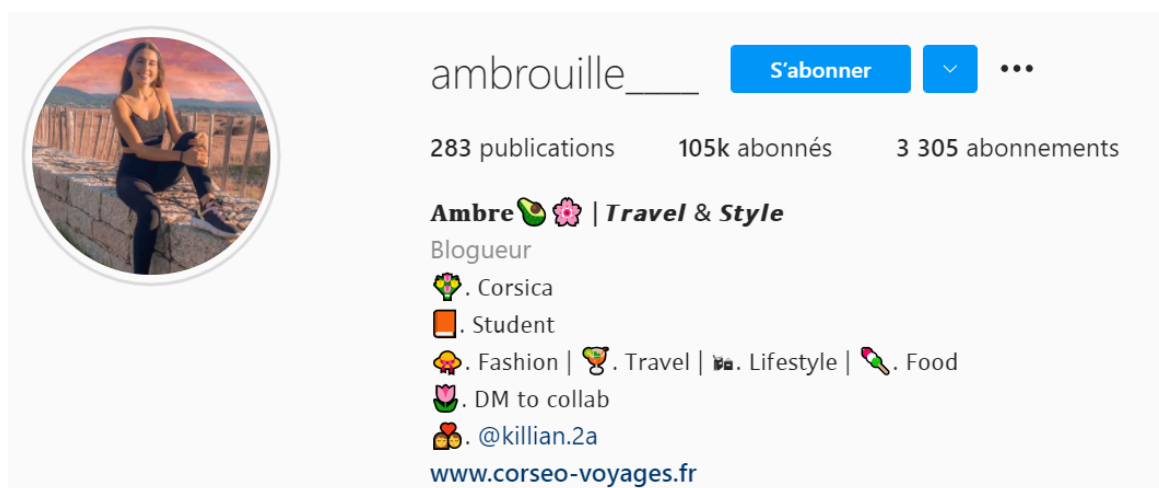 ambrouille____ S'abonner
283 publications 105k abonnés 3 305 abonnements
Ambre🥑🌸 | Travel & Style
Blogueur
💐. Corsica
📙. Student
👒. Fashion | 🍹. Travel | 📸. Lifestyle | 🍡. Food
🌷. DM to collab
💑. @killian.2a
www.corseo-voyages.fr